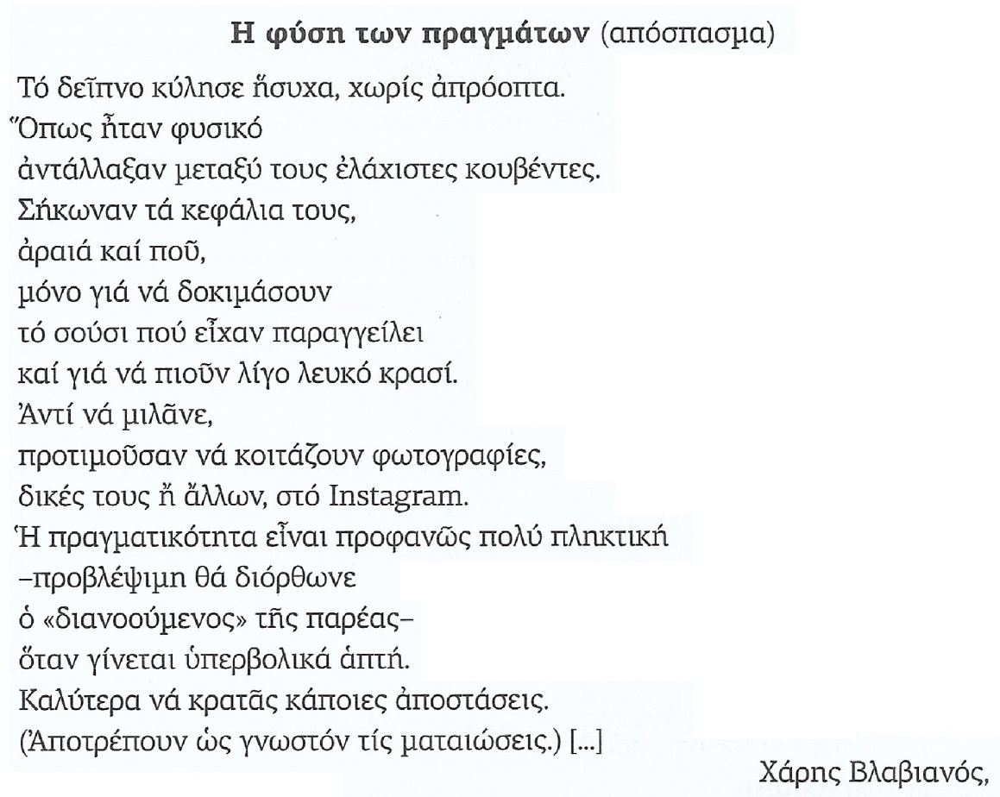 Η φύση των πραγμάτων (απόσπασμα)
Τό δεῖπνο κύλησε ἥσυχα, χωρίς ἀπρόοπτα.
Ὅπως ἦταν φυσικό
ἀντάλλαξαν μεταξύ τους ἐλάχιστες κουβέντες.
Σήκωναν τά κεφάλια τους,
ἀραιά καί ποῦ,
μόνο γιά νά δοκιμάσουν
τό σούσι πού εἶχαν παραγγείλει
καί γιά νά πιοῦν λίγο λευκό κρασί.
Ἀντί νά μιλᾶνε,
προτιμοῦσαν νά κοιτάζουν φωτογραφίες,
δικές τους ἤ ἄλλων, στό Instagram.
Ἡ πραγματικότητα εἶναι προφανῶς πολύ πληκτική
–προβλέψιμη θά διόρθωνε
ὁ «διανοούμενος» τῆς παρέας–
ὅταν γίνεται ὑπερβολικά ἁπτή.
Καλύτερα νά κρατᾶς κάποιες ἀποστάσεις.
(Ἀποτρέπουν ὡς γνωστόν τίς ματαιώσεις.) [...]
Χάρης Βλαβιανός,